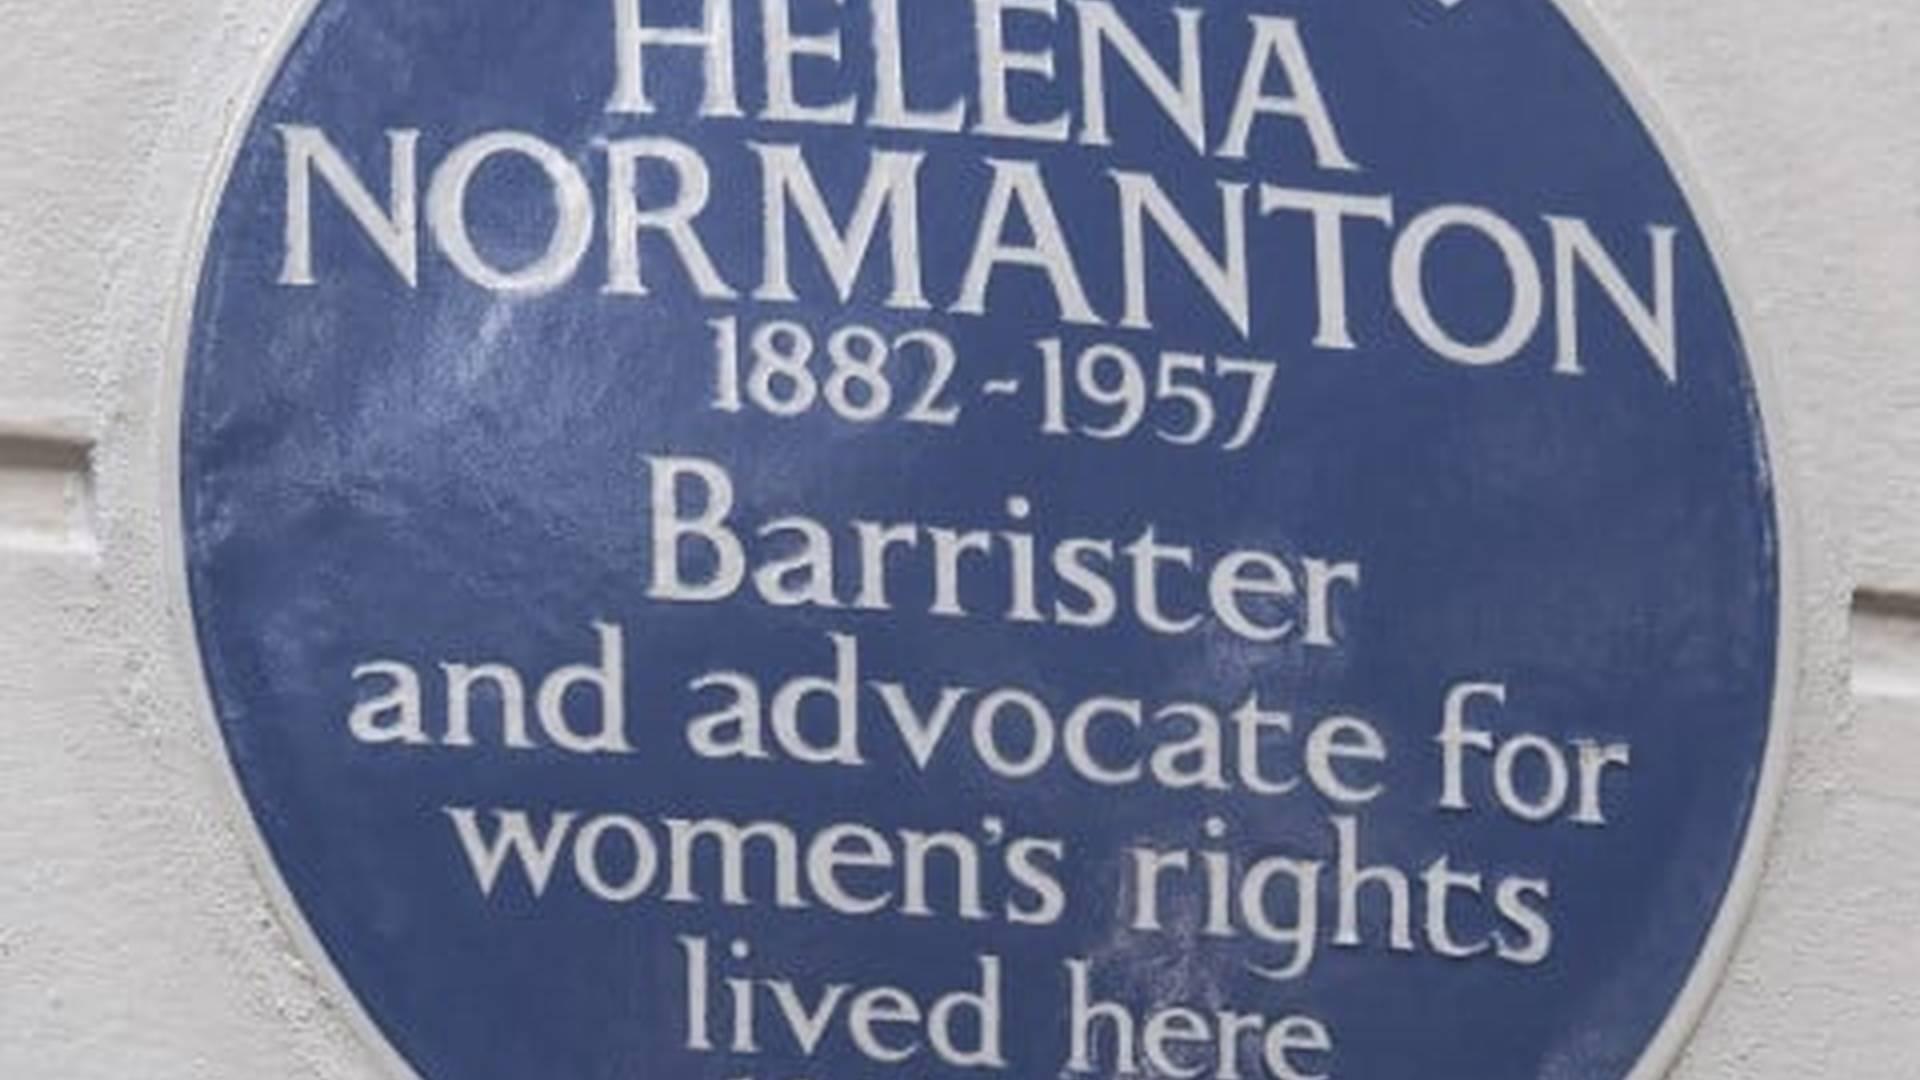 HELENA
NORMANTON
1882-1957
Barrister
and advocate for
women's rights
lived here